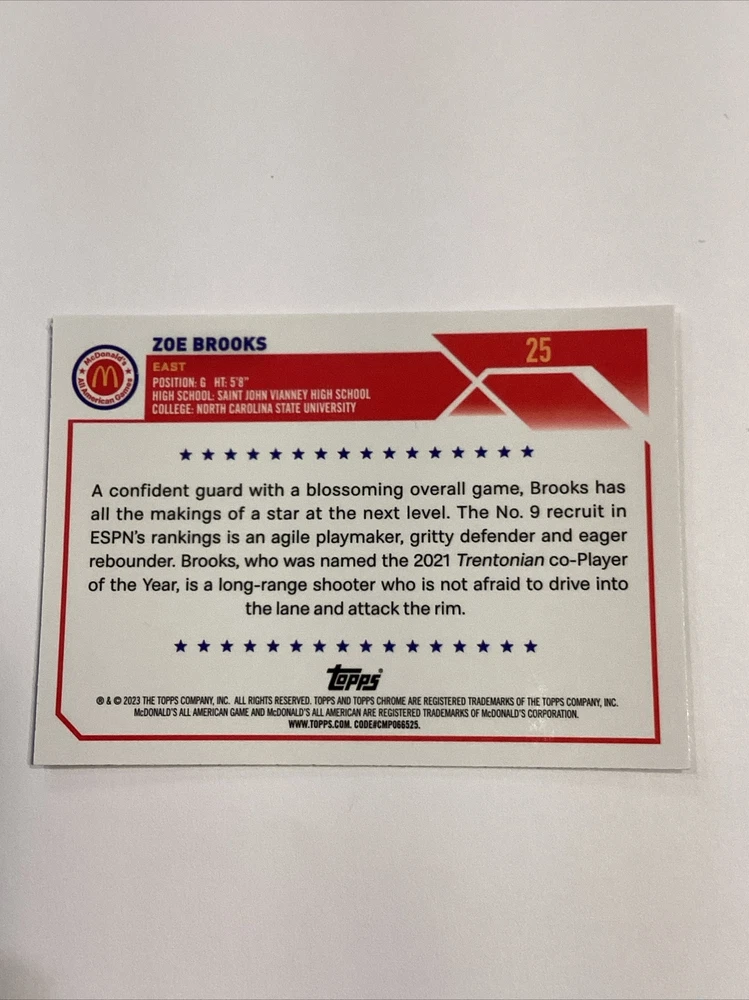 McDonald's
All American Games
ZOE BROOKS
25
EAST
POSITION: G HT: 5'8"
HIGH SCHOOL: SAINT JOHN VIANNEY HIGH SCHOOL
COLLEGE: NORTH CAROLINA STATE UNIVERSITY
A confident guard with a blossoming overall game, Brooks has
all the makings of a star at the next level. The No. 9 recruit in
ESPN's rankings is an agile playmaker, gritty defender and eager
rebounder. Brooks, who was named the 2021 Trentonian co-Player
of the Year, is a long-range shooter who is not afraid to drive into
the lane and attack the rim.
Topps
® & © 2023 THE TOPPS COMPANY, INC. ALL RIGHTS RESERVED. TOPPS AND TOPPS CHROME ARE REGISTERED TRADEMARKS OF THE TOPPS COMPANY, INC.
McDONALD'S ALL AMERICAN GAME AND McDONALD'S ALL AMERICAN ARE REGISTERED TRADEMARKS OF McDONALD'S CORPORATION.
WWW.TOPPS.COM. CODE#CMP066525.